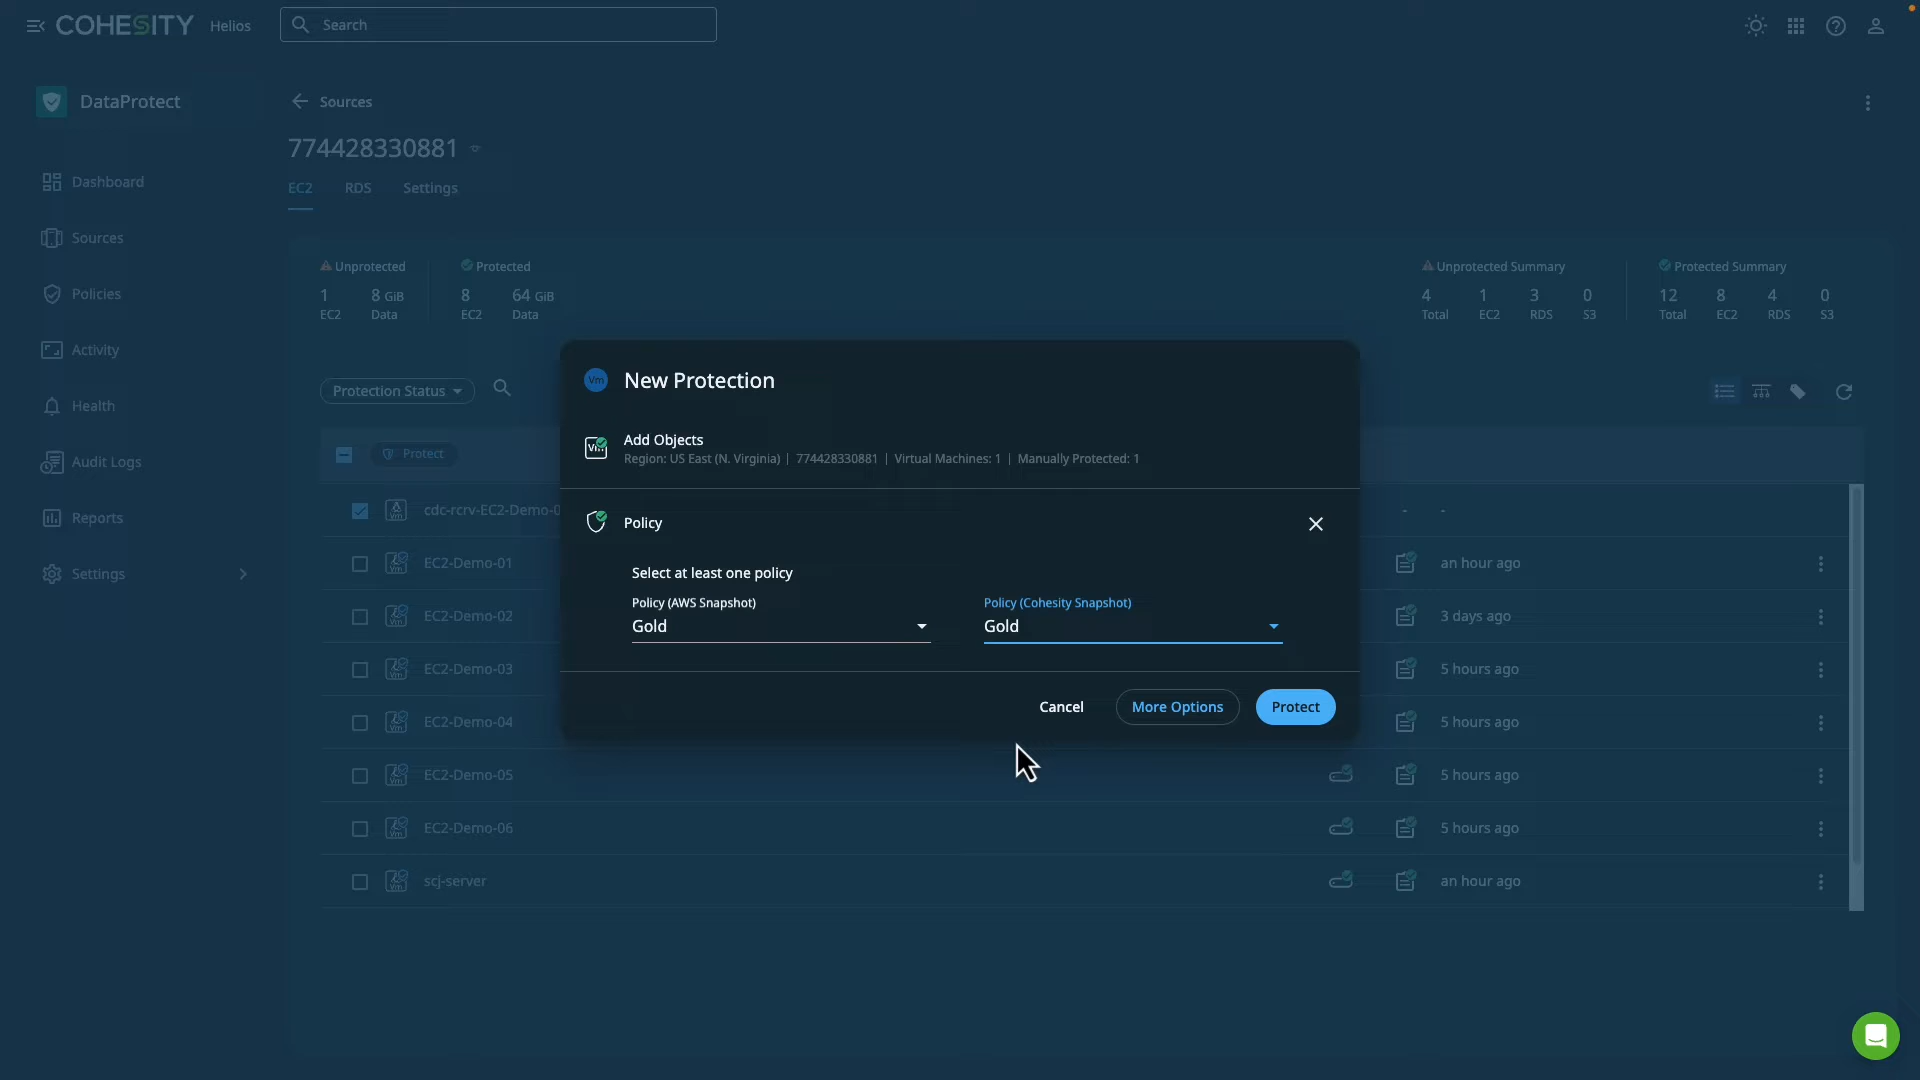 COHESITY Helios
Search
DataProtect
Dashboard
Sources
Policies
Activity
Health
Audit Logs
Reports
Settings
Sources
774428330881
EC2 RDS Settings
Unprotected
1 8 GiB
EC2 Data
Protected
8 64 GiB
EC2 Data
Unprotected Summary
4 1 3 0
Total EC2 RDS S3
Protected Summary
12 8 4 0
Total EC2 RDS S3
Protection Status
Protect
cdc-rcrv-EC2-Demo-0 - -
EC2-Demo-01 an hour ago
EC2-Demo-02 3 days ago
EC2-Demo-03 5 hours ago
EC2-Demo-04 5 hours ago
EC2-Demo-05 5 hours ago
EC2-Demo-06 5 hours ago
scj-server an hour ago
Vm New Protection
Add Objects
Region: US East (N. Virginia) | 774428330881 | Virtual Machines: 1 | Manually Protected: 1
Policy
Select at least one policy
Policy (AWS Snapshot) Policy (Cohesity Snapshot)
Gold Gold
Cancel More Options Protect